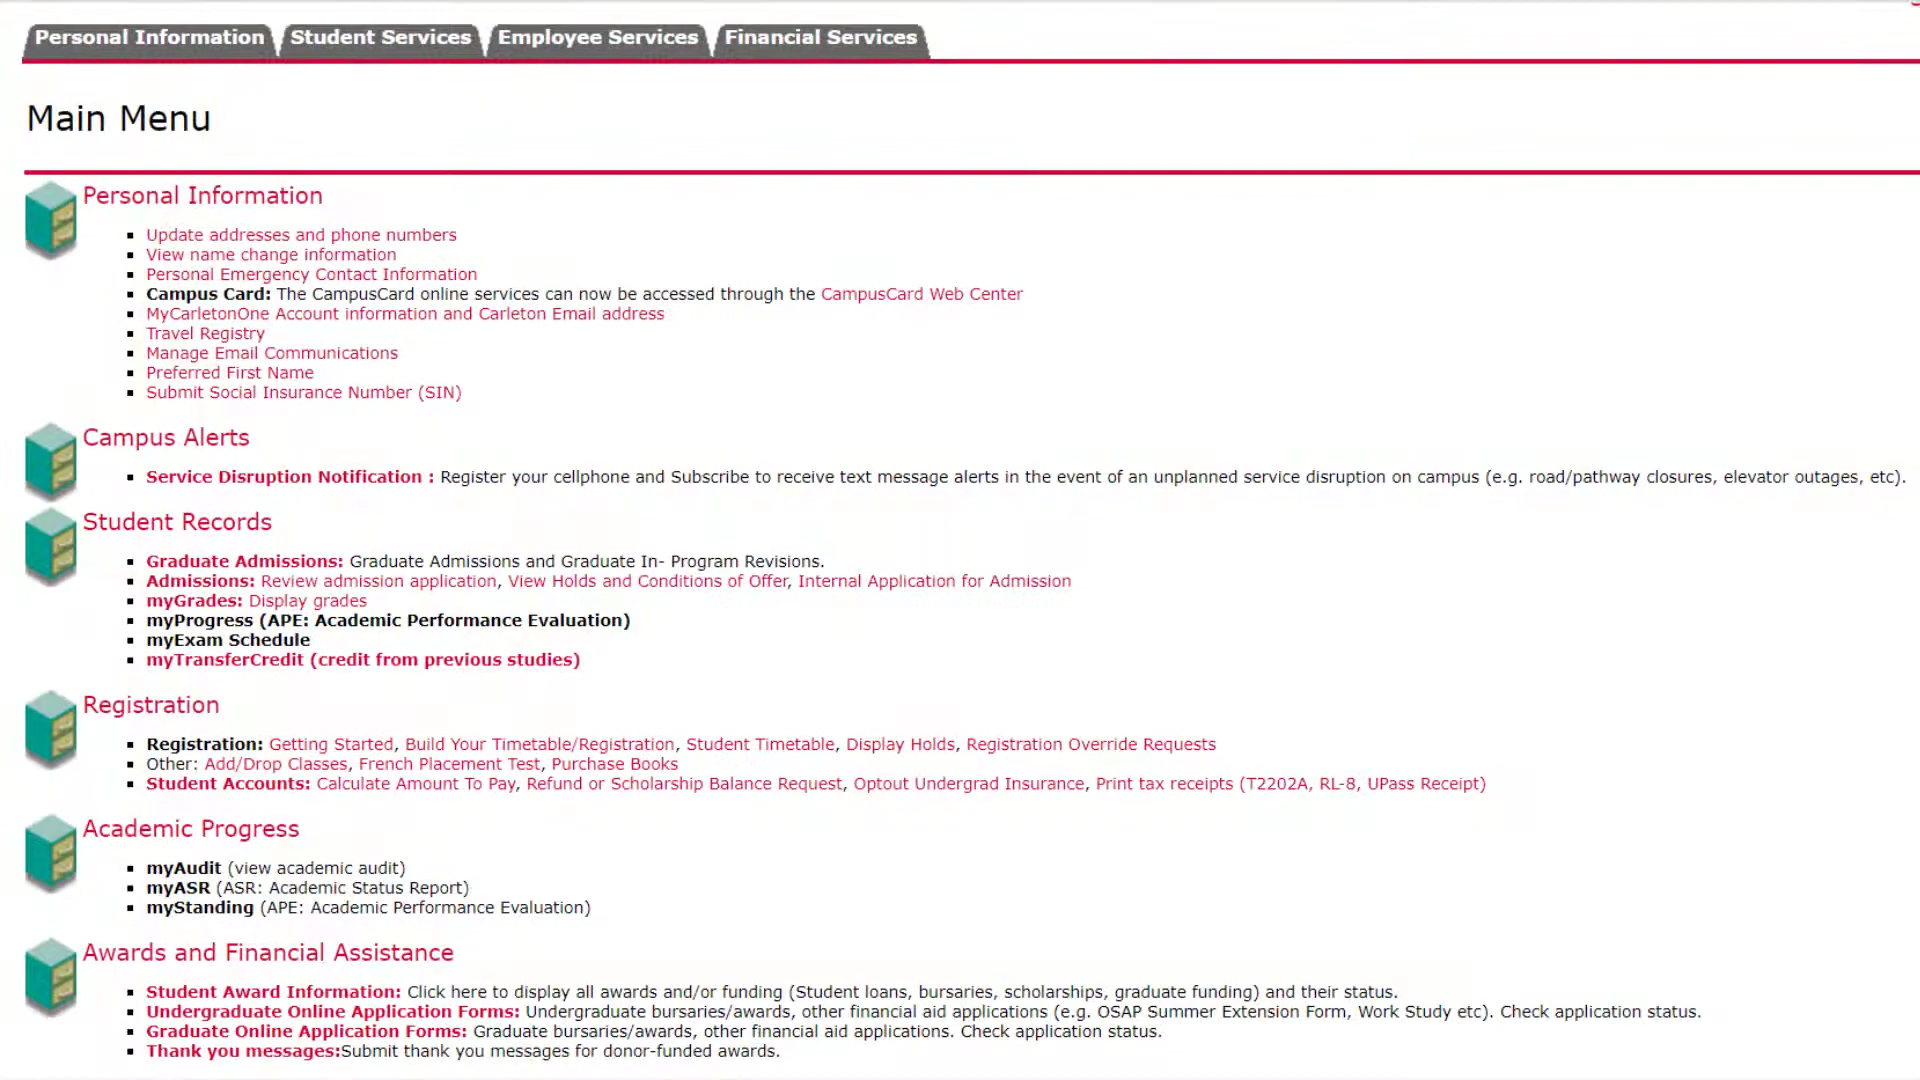 Personal Information Student Services Employee Services Financial Services
Main Menu
Personal Information
Update addresses and phone numbers
View name change information
Personal Emergency Contact Information
Campus Card: The CampusCard online services can now be accessed through the CampusCard Web Center
MyCarletonOne Account information and Carleton Email address
Travel Registry
Manage Email Communications
Preferred First Name
Submit Social Insurance Number (SIN)
Campus Alerts
Service Disruption Notification : Register your cellphone and Subscribe to receive text message alerts in the event of an unplanned service disruption on campus (e.g. road/pathway closures, elevator outages, etc).
Student Records
Graduate Admissions: Graduate Admissions and Graduate In- Program Revisions.
Admissions: Review admission application, View Holds and Conditions of Offer, Internal Application for Admission
myGrades: Display grades
myProgress (APE: Academic Performance Evaluation)
myExam Schedule
myTransferCredit (credit from previous studies)
Registration
Registration: Getting Started, Build Your Timetable/Registration, Student Timetable, Display Holds, Registration Override Requests
Other: Add/Drop Classes, French Placement Test, Purchase Books
Student Accounts: Calculate Amount To Pay, Refund or Scholarship Balance Request, Optout Undergrad Insurance, Print tax receipts (T2202A, RL-8, UPass Receipt)
Academic Progress
myAudit (view academic audit)
myASR (ASR: Academic Status Report)
myStanding (APE: Academic Performance Evaluation)
Awards and Financial Assistance
Student Award Information: Click here to display all awards and/or funding (Student loans, bursaries, scholarships, graduate funding) and their status.
Undergraduate Online Application Forms: Undergraduate bursaries/awards, other financial aid applications (e.g. OSAP Summer Extension Form, Work Study etc). Check application status.
Graduate Online Application Forms: Graduate bursaries/awards, other financial aid applications. Check application status.
Thank you messages:Submit thank you messages for donor-funded awards.